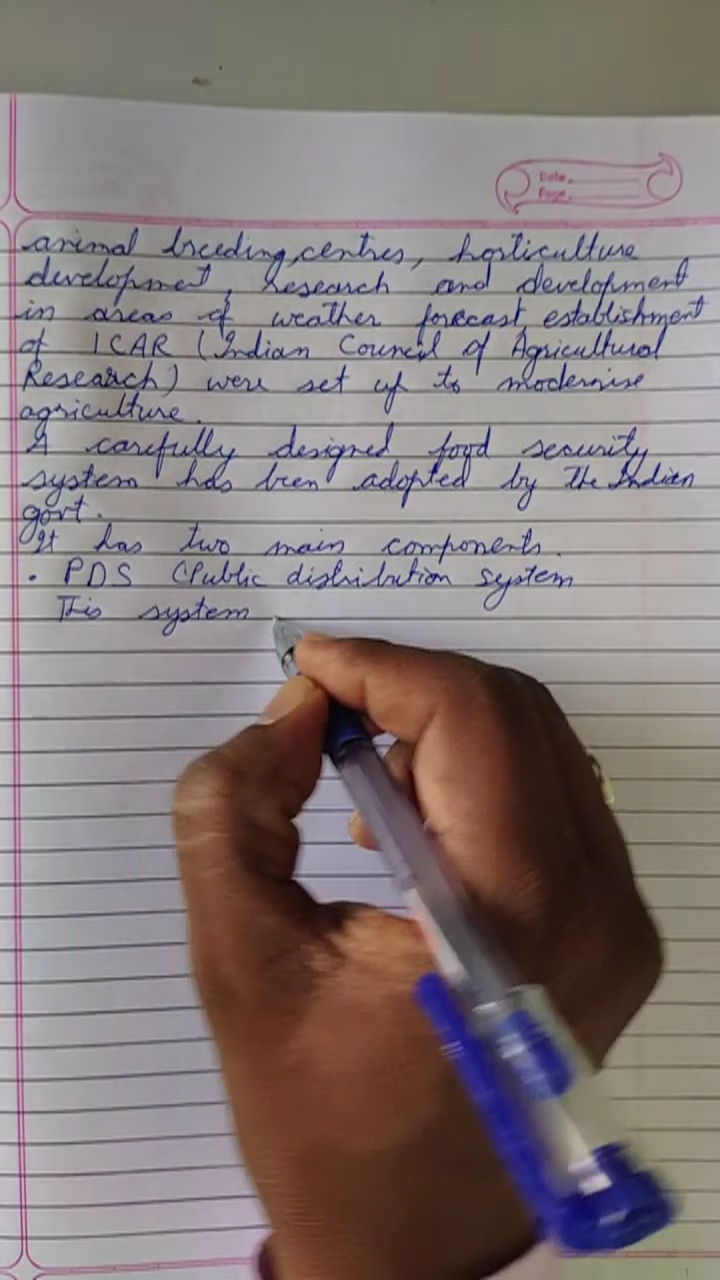 Date.
Page.
animal breeding, centres, horticulture
development, research and development
in areas of weather forecast, establishment
of ICAR (Indian Council of Agricultural
Research) were set up to modernise
agriculture.
A carefully designed food security
system has been adopted by The Indian
govt.
It has two main components.
• PDS (Public distribution system
This system